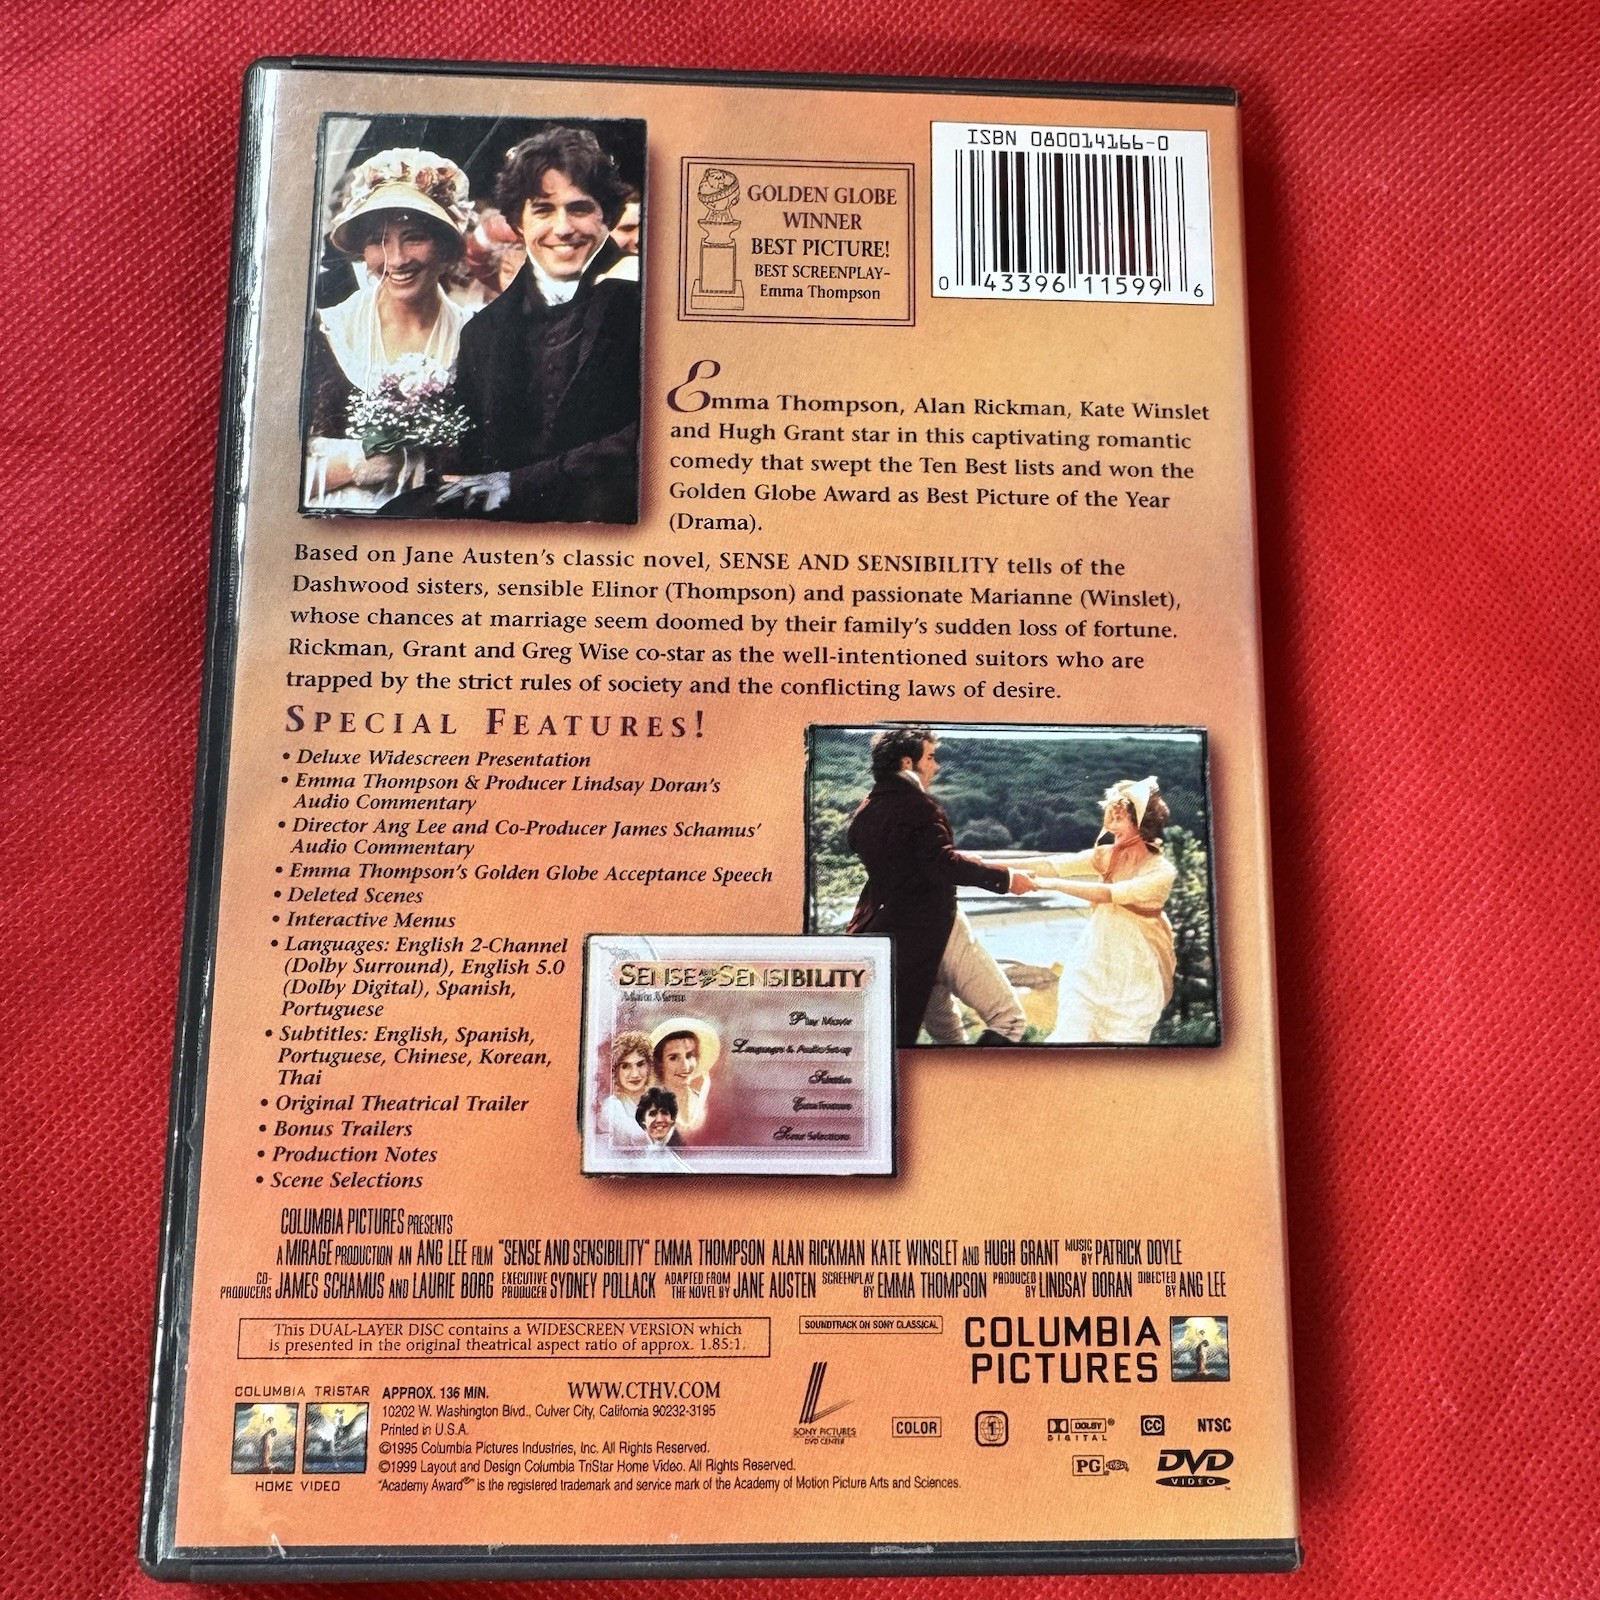 ISBN 080014166-0
0 43396 11599 6
GOLDEN GLOBE
WINNER
BEST PICTURE!
BEST SCREENPLAY-
Emma Thompson
Emma Thompson, Alan Rickman, Kate Winslet
and Hugh Grant star in this captivating romantic
comedy that swept the Ten Best lists and won the
Golden Globe Award as Best Picture of the Year
(Drama).
Based on Jane Austen's classic novel, SENSE AND SENSIBILITY tells of the
Dashwood sisters, sensible Elinor (Thompson) and passionate Marianne (Winslet),
whose chances at marriage seem doomed by their family's sudden loss of fortune.
Rickman, Grant and Greg Wise co-star as the well-intentioned suitors who are
trapped by the strict rules of society and the conflicting laws of desire.
SPECIAL FEATURES!
• Deluxe Widescreen Presentation
• Emma Thompson & Producer Lindsay Doran's
Audio Commentary
• Director Ang Lee and Co-Producer James Schamus'
Audio Commentary
• Emma Thompson's Golden Globe Acceptance Speech
• Deleted Scenes
• Interactive Menus
• Languages: English 2-Channel
(Dolby Surround), English 5.0
(Dolby Digital), Spanish,
Portuguese
• Subtitles: English, Spanish,
Portuguese, Chinese, Korean,
Thai
• Original Theatrical Trailer
• Bonus Trailers
• Production Notes
• Scene Selections
SENSE SENSIBILITY
Main Menu
Play Movie
Languages & Audio Set-up
Subtitles
Extra Features
Scene Selections
COLUMBIA PICTURES PRESENTS
A MIRAGE PRODUCTION AN ANG LEE FILM "SENSE AND SENSIBILITY" EMMA THOMPSON ALAN RICKMAN KATE WINSLET AND HUGH GRANT MUSIC BY PATRICK DOYLE
CO-PRODUCERS JAMES SCHAMUS AND LAURIE BORG EXECUTIVE PRODUCER SYDNEY POLLACK ADAPTED FROM THE NOVEL BY JANE AUSTEN SCREENPLAY BY EMMA THOMPSON PRODUCED BY LINDSAY DORAN DIRECTED BY ANG LEE
This DUAL-LAYER DISC contains a WIDESCREEN VERSION which
is presented in the original theatrical aspect ratio of approx. 1.85:1.
SOUNDTRACK ON SONY CLASSICAL
COLUMBIA
PICTURES
COLUMBIA TRISTAR
HOME VIDEO
APPROX. 136 MIN.
WWW.CTHV.COM
10202 W. Washington Blvd., Culver City, California 90232-3195
Printed in U.S.A.
©1995 Columbia Pictures Industries, Inc. All Rights Reserved.
©1999 Layout and Design Columbia TriStar Home Video. All Rights Reserved.
"Academy Award®" is the registered trademark and service mark of the Academy of Motion Picture Arts and Sciences.
SONY PICTURES
DVD CENTER
COLOR
1
DOLBY®
DIGITAL
CC
NTSC
PG
DVD
VIDEO™